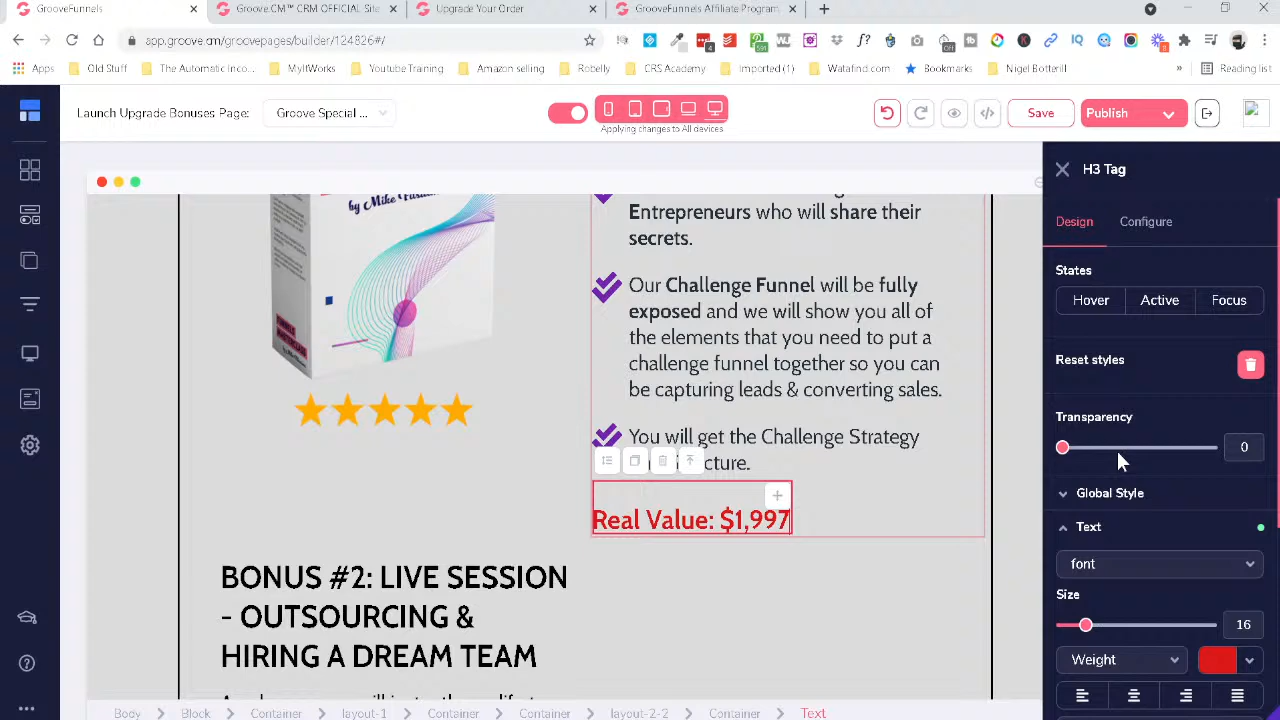 GrooveFunnels
Groove.CM™ CRM OFFICIAL Site
Upgrade Your Order
GrooveFunnels Affiliate Program,
app.groove.cm/groovepages/builder/124826#/
Apps
Old Stuff
The Automatic Inco...
MyWorks
Youtube Training
Amazon selling
Robelly
CRS Academy
Imported (1)
Watafind.com
Bookmarks
Nigel Botterill
»
Reading list
Launch Upgrade Bonuses Page:
Groove Special ...
Applying changes to All devices
Save
Publish
H3 Tag
Design
Configure
States
Hover
Active
Focus
Reset styles
Transparency
0
Global Style
Text
font
Size
16
Weight
Entrepreneurs who will share their
secrets.
Our Challenge Funnel will be fully
exposed and we will show you all of
the elements that you need to put a
challenge funnel together so you can
be capturing leads & converting sales.
You will get the Challenge Strategy
Real Value: $1,997
BONUS #2: LIVE SESSION
- OUTSOURCING &
HIRING A DREAM TEAM
Body
Block
Container
Container
Container
layout-2-2
Container
Text